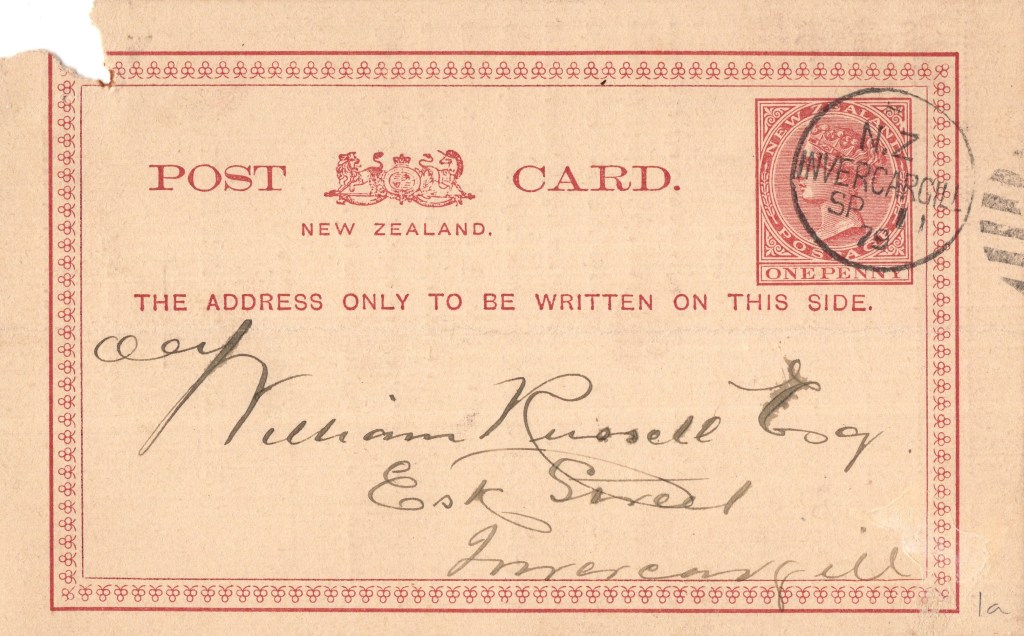 POST CARD.
NEW ZEALAND.
NEW ZEALAND
POSTAGE
ONE PENNY
N.Z
INVERCARGILL
SP 11
79
THE ADDRESS ONLY TO BE WRITTEN ON THIS SIDE.
William Russell Esq
Esk Street
Invercargill
1a